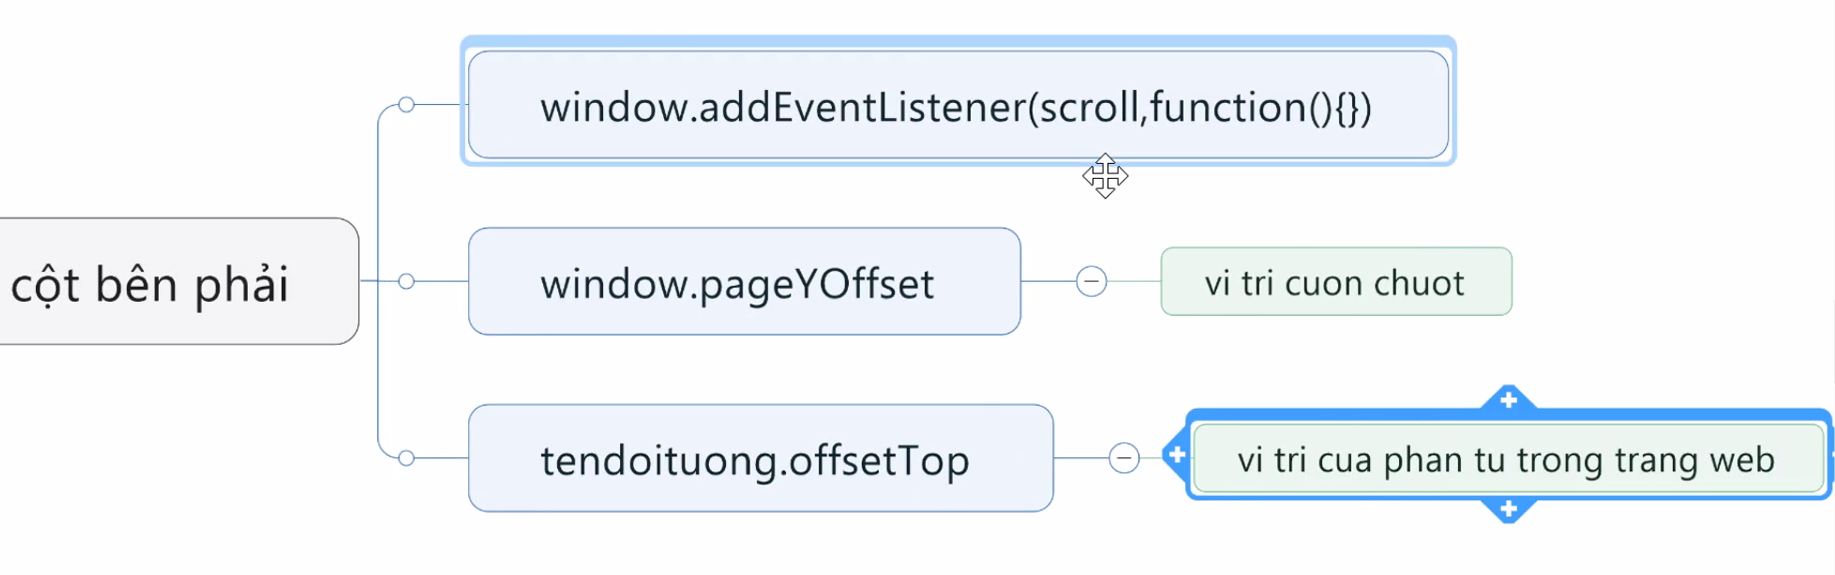 window.addEventListener(scroll,function(){})
cột bên phải
window.pageYOffset
vi tri cuon chuot
tendoituong.offsetTop
vi tri cua phan tu trong trang web